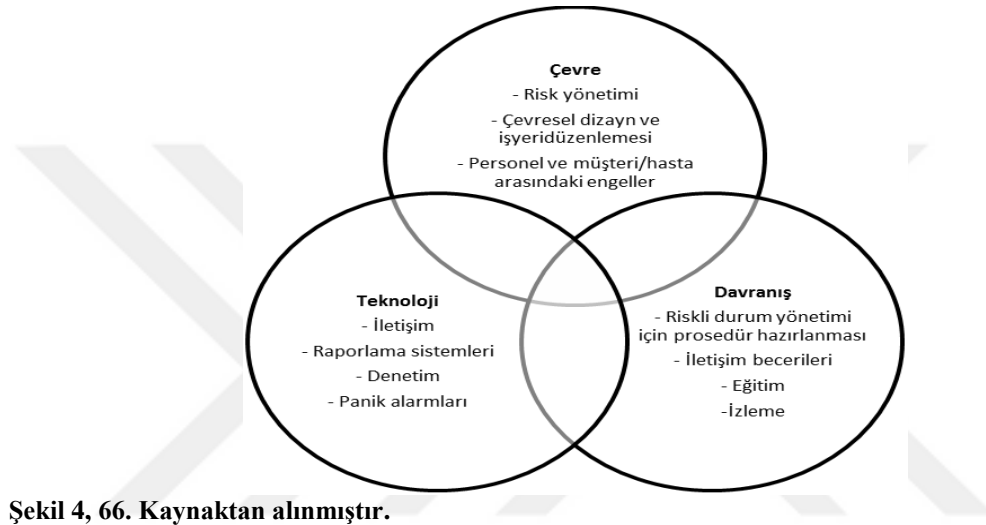 Çevre
- Risk yönetimi
- Çevresel dizayn ve
işyeridüzenlemesi
- Personel ve müşteri/hasta
arasındaki engeller
Teknoloji
- İletişim
- Raporlama sistemleri
- Denetim
- Panik alarmları
Davranış
- Riskli durum yönetimi
için prosedür hazırlanması
- İletişim becerileri
- Eğitim
-İzleme
Şekil 4, 66. Kaynaktan alınmıştır.